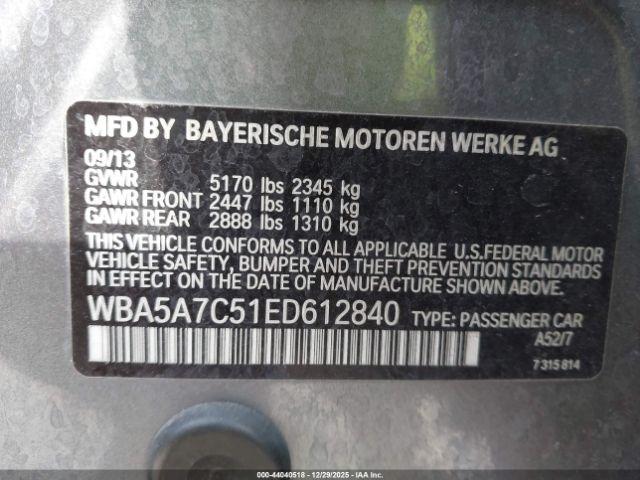 MFD BY BAYERISCHE MOTOREN WERKE AG
09/13
GVWR 5170 lbs 2345 kg
GAWR FRONT 2447 lbs 1110 kg
GAWR REAR 2888 lbs 1310 kg
THIS VEHICLE CONFORMS TO ALL APPLICABLE U.S.FEDERAL MOTOR
VEHICLE SAFETY, BUMPER AND THEFT PREVENTION STANDARDS
IN EFFECT ON THE DATE OF MANUFACTURE SHOWN ABOVE.
WBA5A7C51ED612840 TYPE: PASSENGER CAR
A52/7
7 315 814
000-44040518 - 12/29/2025 - IAAI.COM